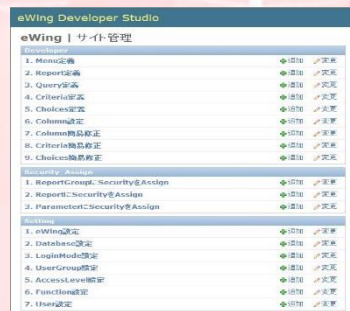 eWing Developer Studio
eWing | サイト管理
Developer
1. Menu定義 追加 変更
2. Report定義 追加 変更
3. Query定義 追加 変更
4. Criteria定義 追加 変更
5. Choices定義 追加 変更
6. Column設定 追加 変更
7. Column簡易修正 追加 変更
8. Criteria簡易修正 追加 変更
9. Choices簡易修正 追加 変更
Security Assign
1. ReportGroupにSecurityをAssign 追加 変更
2. ReportにSecurityをAssign 追加 変更
3. ParameterにSecurityをAssign 追加 変更
Setting
1. eWing設定 追加 変更
2. Database設定 追加 変更
3. LoginMode設定 追加 変更
4. UserGroup設定 追加 変更
5. AccessLevel設定 追加 変更
6. Function設定 追加 変更
7. User設定 追加 変更